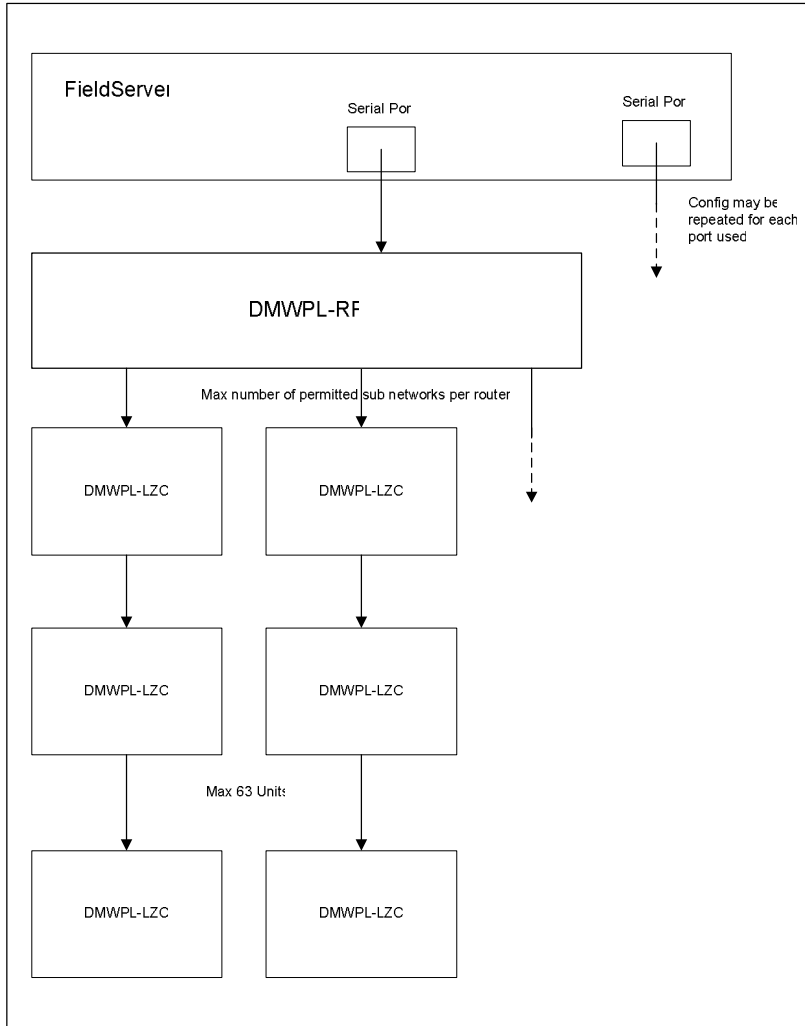 FieldServer
Serial Por
Serial Por
Config may be
repeated for each
port used
DMWPL-RF
Max number of permitted sub networks per router
DMWPL-LZC
DMWPL-LZC
DMWPL-LZC
DMWPL-LZC
Max 63 Units
DMWPL-LZC
DMWPL-LZC